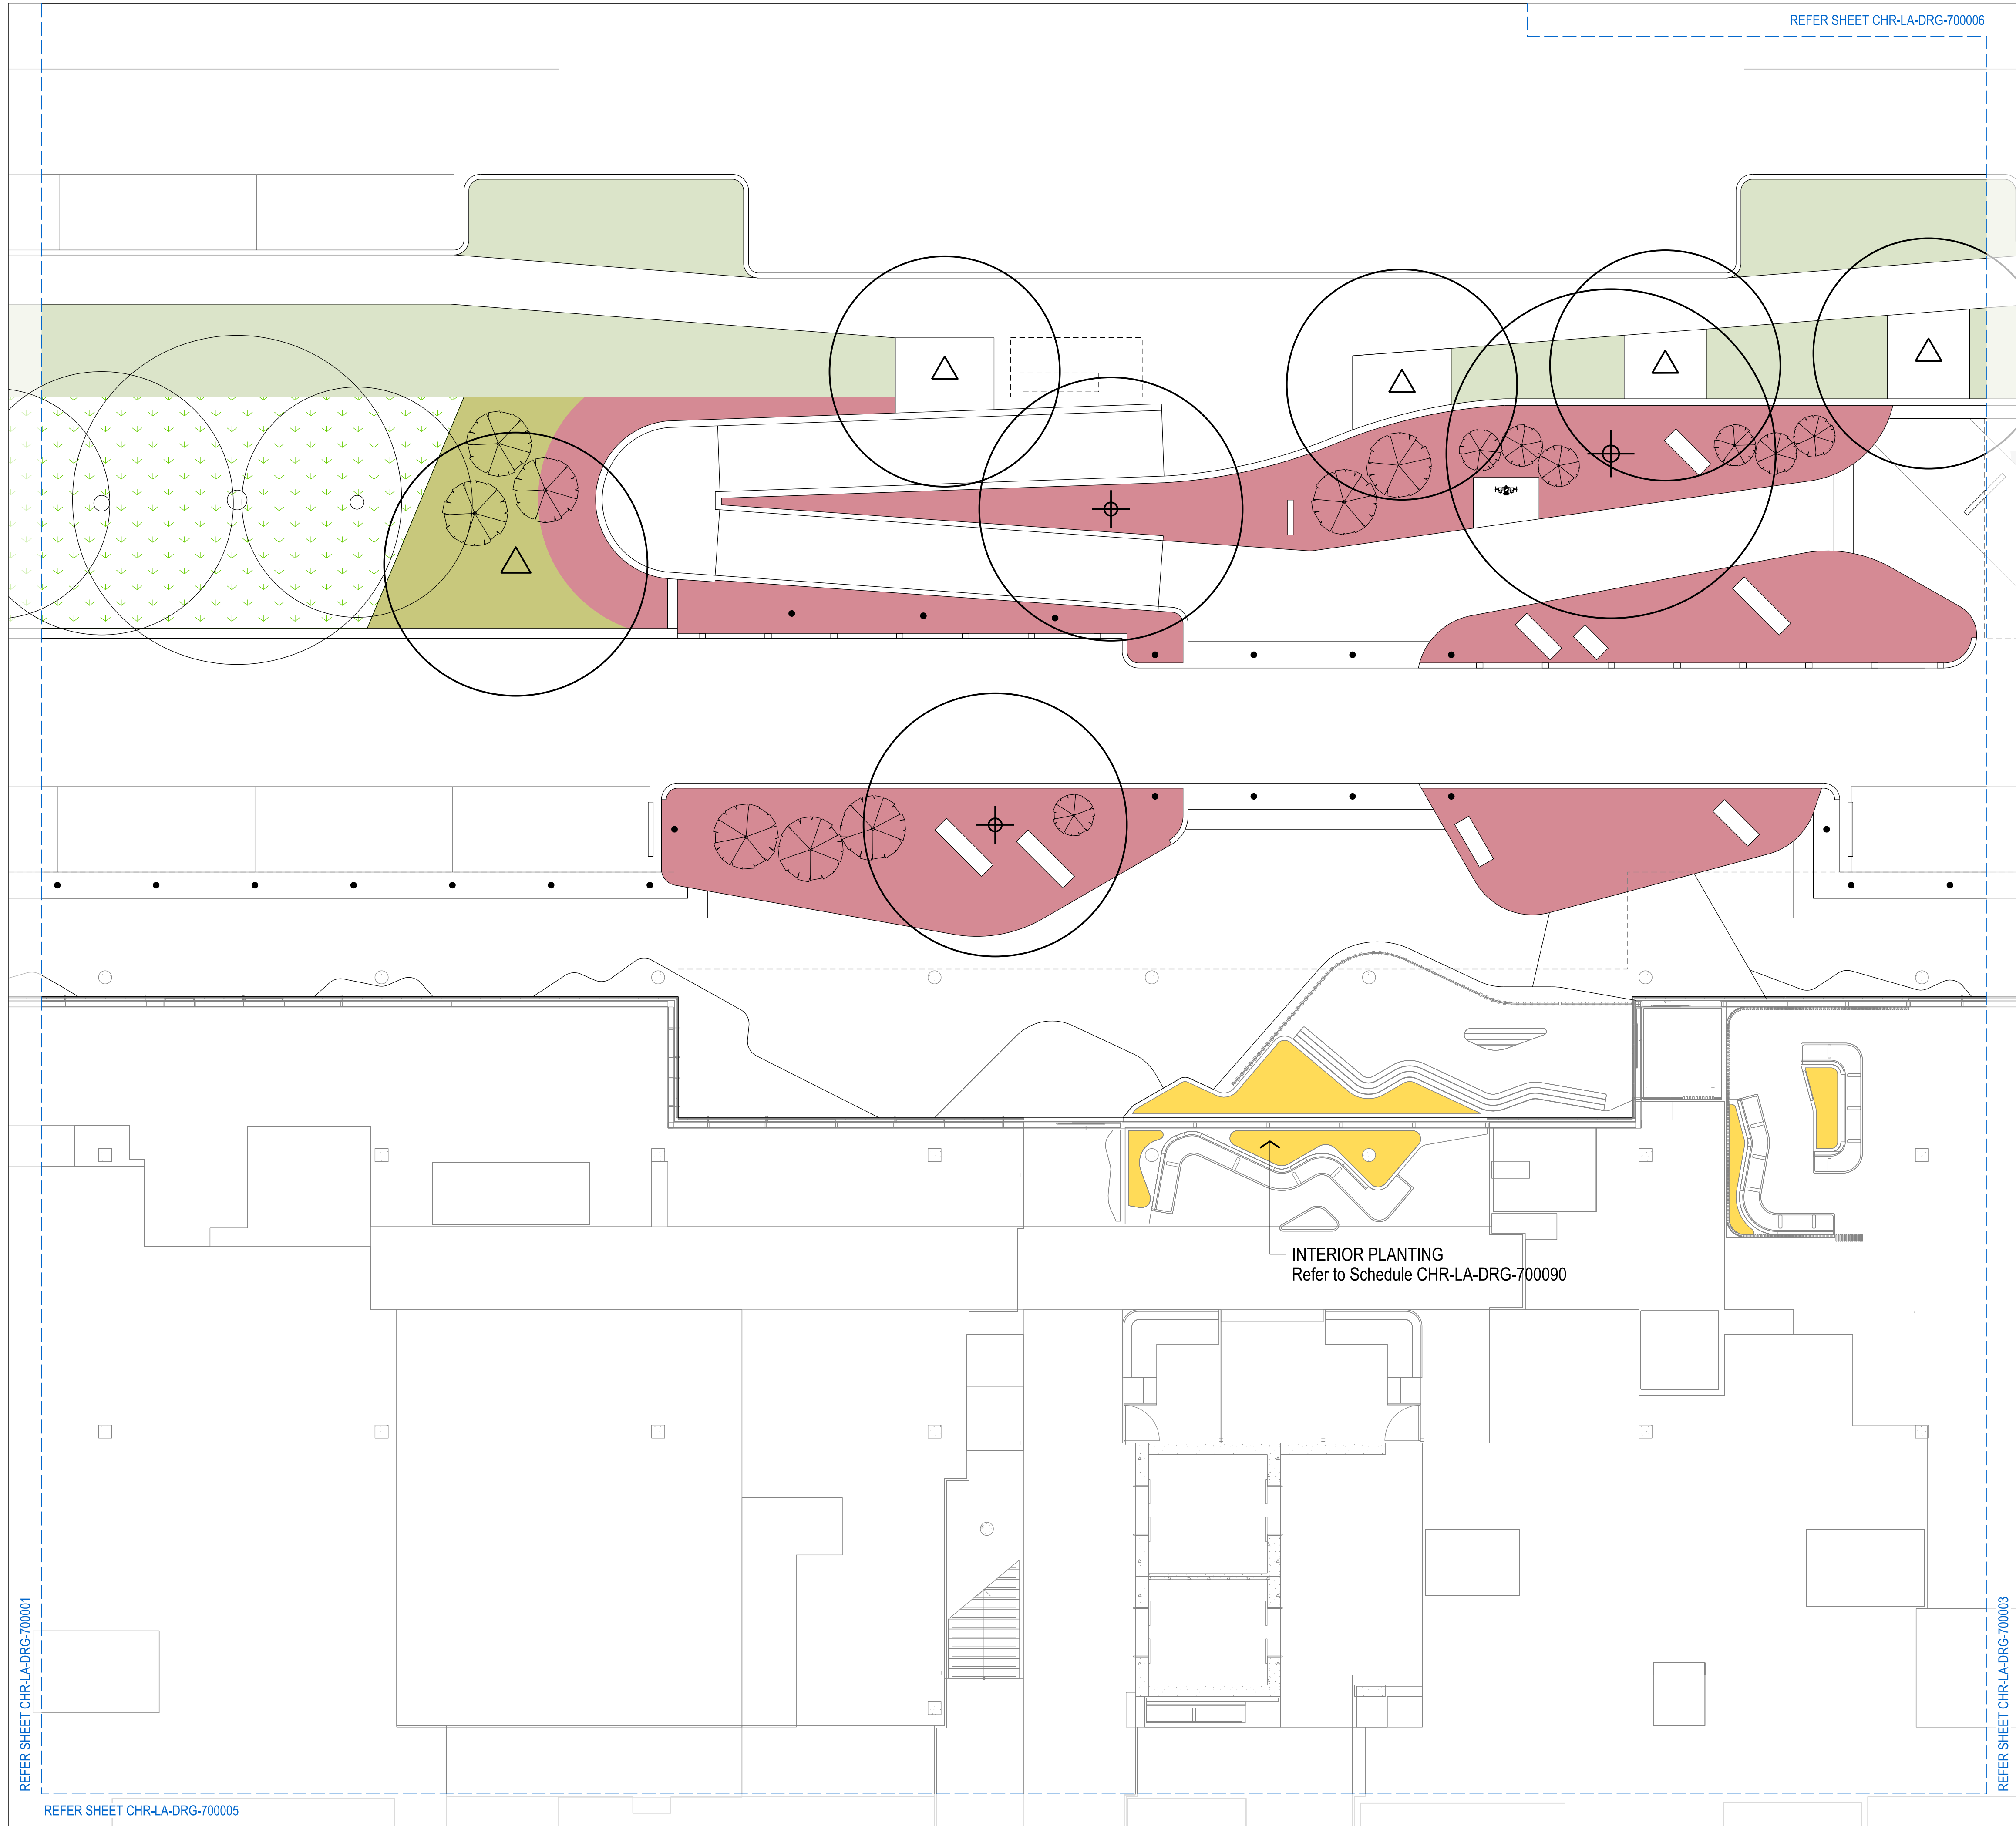 REFER SHEET CHR-LA-DRG-700006
INTERIOR PLANTING
Refer to Schedule CHR-LA-DRG-700090
REFER SHEET CHR-LA-DRG-700001
REFER SHEET CHR-LA-DRG-700003
REFER SHEET CHR-LA-DRG-700005